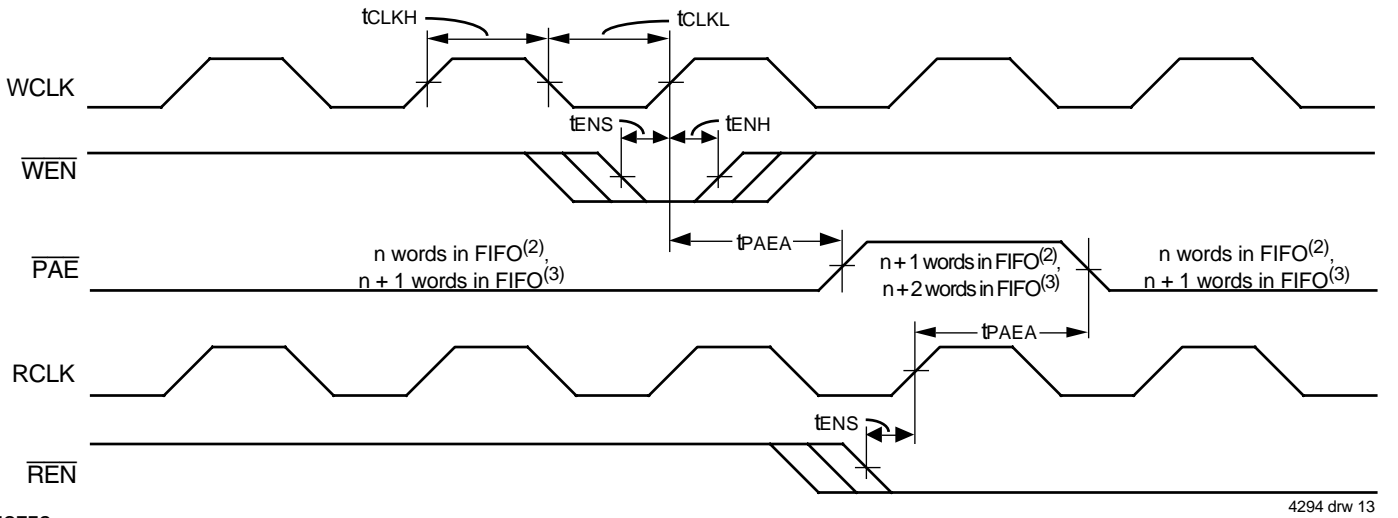 tCLKH
tCLKL
WCLK
tENS
tENH
WEN
tPAEA
PAE
n words in FIFO(2),
n + 1 words in FIFO(3)
n + 1 words in FIFO(2),
n + 2 words in FIFO(3)
n words in FIFO(2),
n + 1 words in FIFO(3)
tPAEA
RCLK
tENS
REN
4294 drw 13